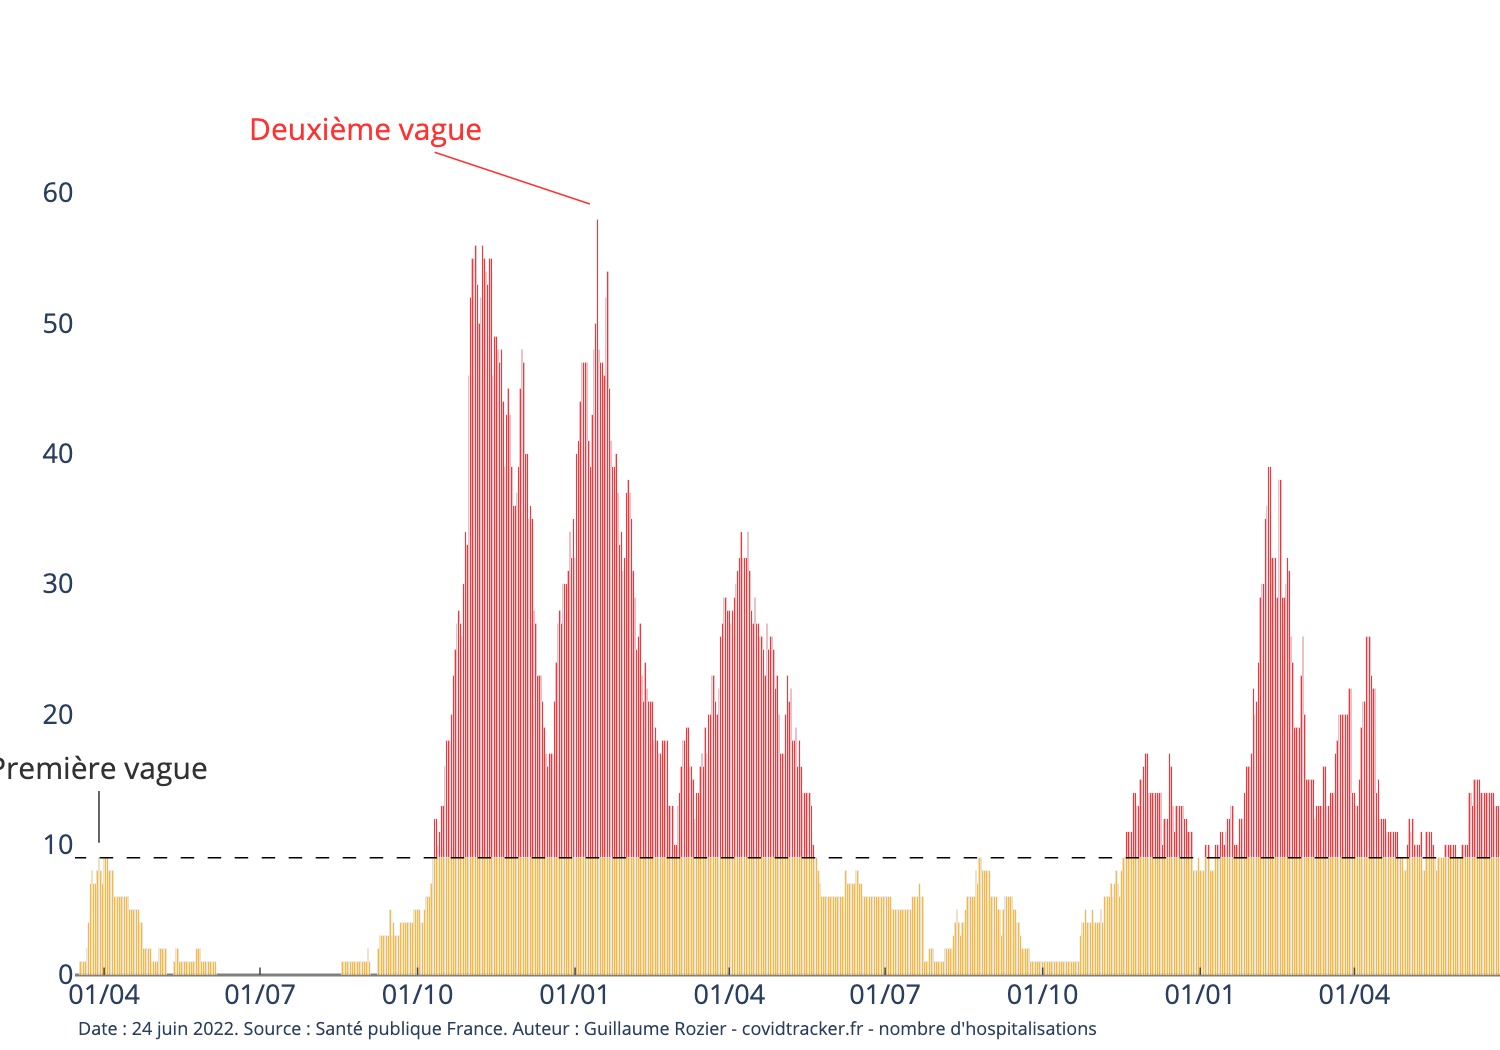 Deuxième vague
60
50
40
30
20
Première vague
10
0
01/04 01/07 01/10 01/01 01/04 01/07 01/10 01/01 01/04
Date : 24 juin 2022. Source : Santé publique France. Auteur : Guillaume Rozier - covidtracker.fr - nombre d'hospitalisations